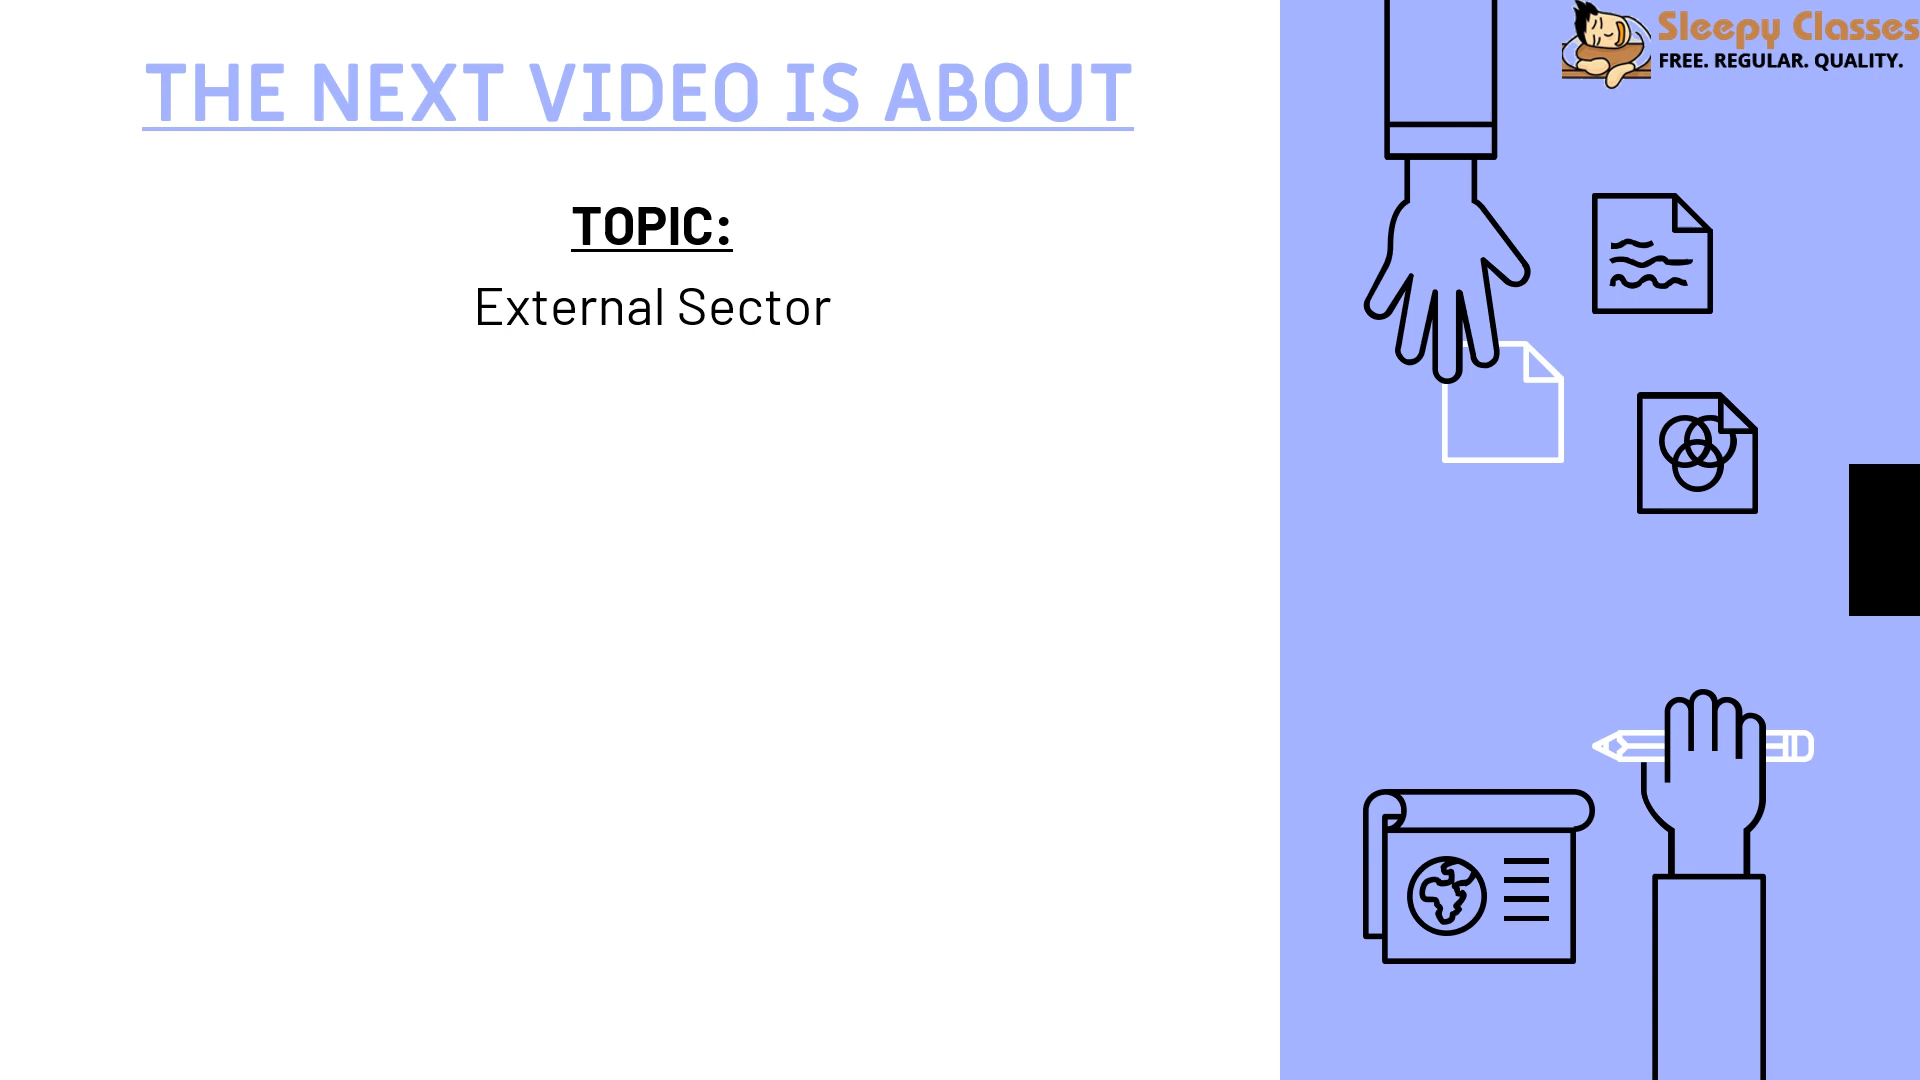 Sleepy Classes
FREE. REGULAR. QUALITY.
THE NEXT VIDEO IS ABOUT
TOPIC:
External Sector